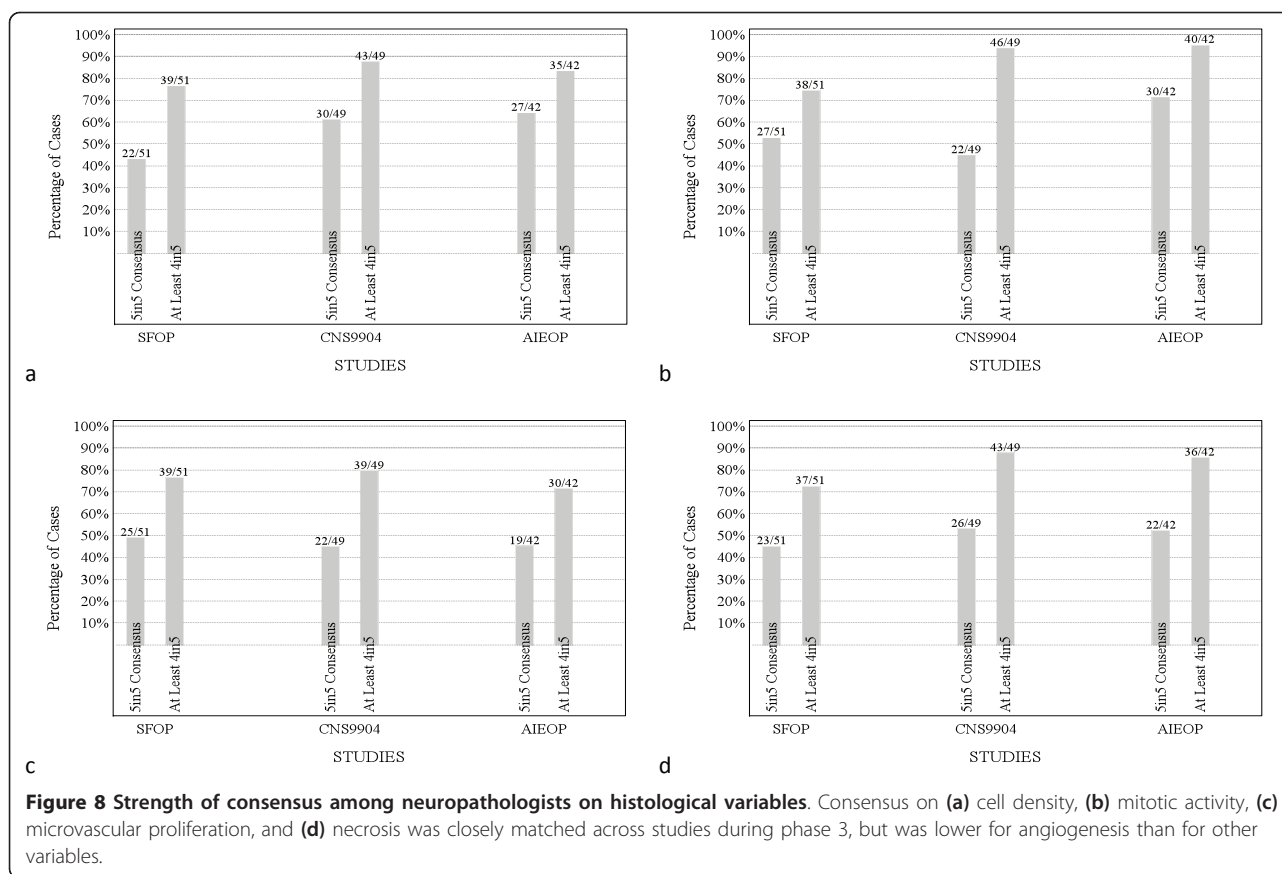 100%
90%
80%
70%
60%
50%
40%
30%
20%
10%
Percentage of Cases
22/51
39/51
30/49
43/49
27/42
35/42
5in5 Consensus
At Least 4in5
5in5 Consensus
At Least 4in5
5in5 Consensus
At Least 4in5
SFOP
CNS9904
AIEOP
STUDIES
a
100%
90%
80%
70%
60%
50%
40%
30%
20%
10%
Percentage of Cases
27/51
38/51
22/49
46/49
30/42
40/42
5in5 Consensus
At Least 4in5
5in5 Consensus
At Least 4in5
5in5 Consensus
At Least 4in5
SFOP
CNS9904
AIEOP
STUDIES
b
100%
90%
80%
70%
60%
50%
40%
30%
20%
10%
Percentage of Cases
25/51
39/51
22/49
39/49
19/42
30/42
5in5 Consensus
At Least 4in5
5in5 Consensus
At Least 4in5
5in5 Consensus
At Least 4in5
SFOP
CNS9904
AIEOP
STUDIES
c
100%
90%
80%
70%
60%
50%
40%
30%
20%
10%
Percentage of Cases
23/51
37/51
26/49
43/49
22/42
36/42
5in5 Consensus
At Least 4in5
5in5 Consensus
At Least 4in5
5in5 Consensus
At Least 4in5
SFOP
CNS9904
AIEOP
STUDIES
d
Figure 8 Strength of consensus among neuropathologists on histological variables. Consensus on (a) cell density, (b) mitotic activity, (c)
microvascular proliferation, and (d) necrosis was closely matched across studies during phase 3, but was lower for angiogenesis than for other
variables.